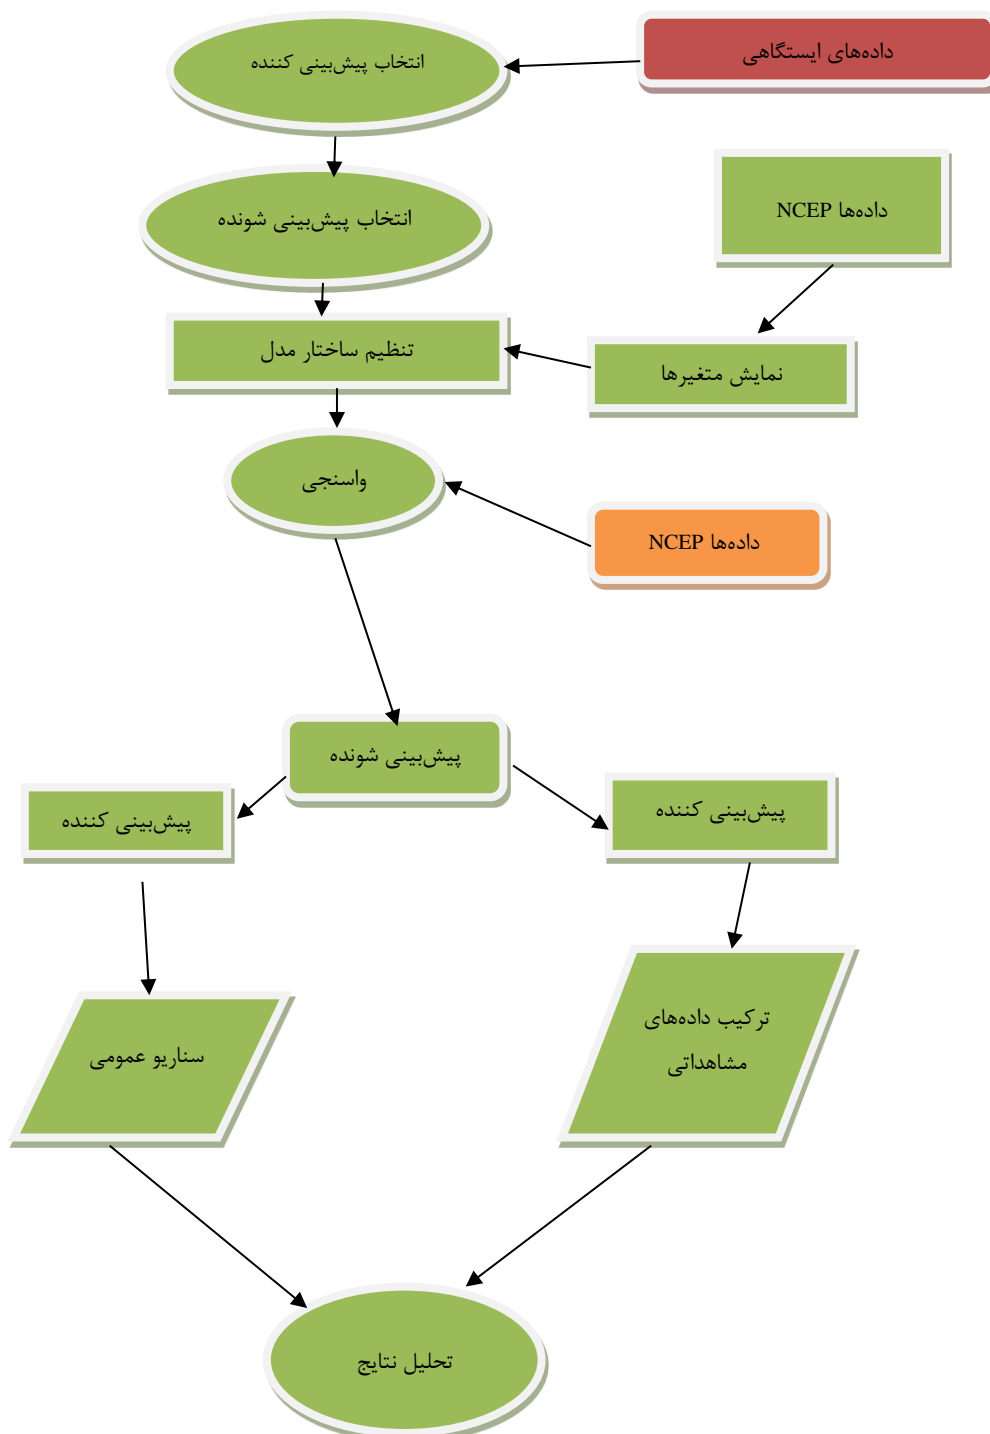 داده‌های ایستگاهی
انتخاب پیش‌بینی کننده
داده‌ها NCEP
انتخاب پیش‌بینی شونده
تنظیم ساختار مدل
نمایش متغیرها
واسنجی
داده‌ها NCEP
پیش‌بینی شونده
پیش‌بینی کننده
پیش‌بینی کننده
ترکیب داده‌های
مشاهداتی
سناریو عمومی
تحلیل نتایج